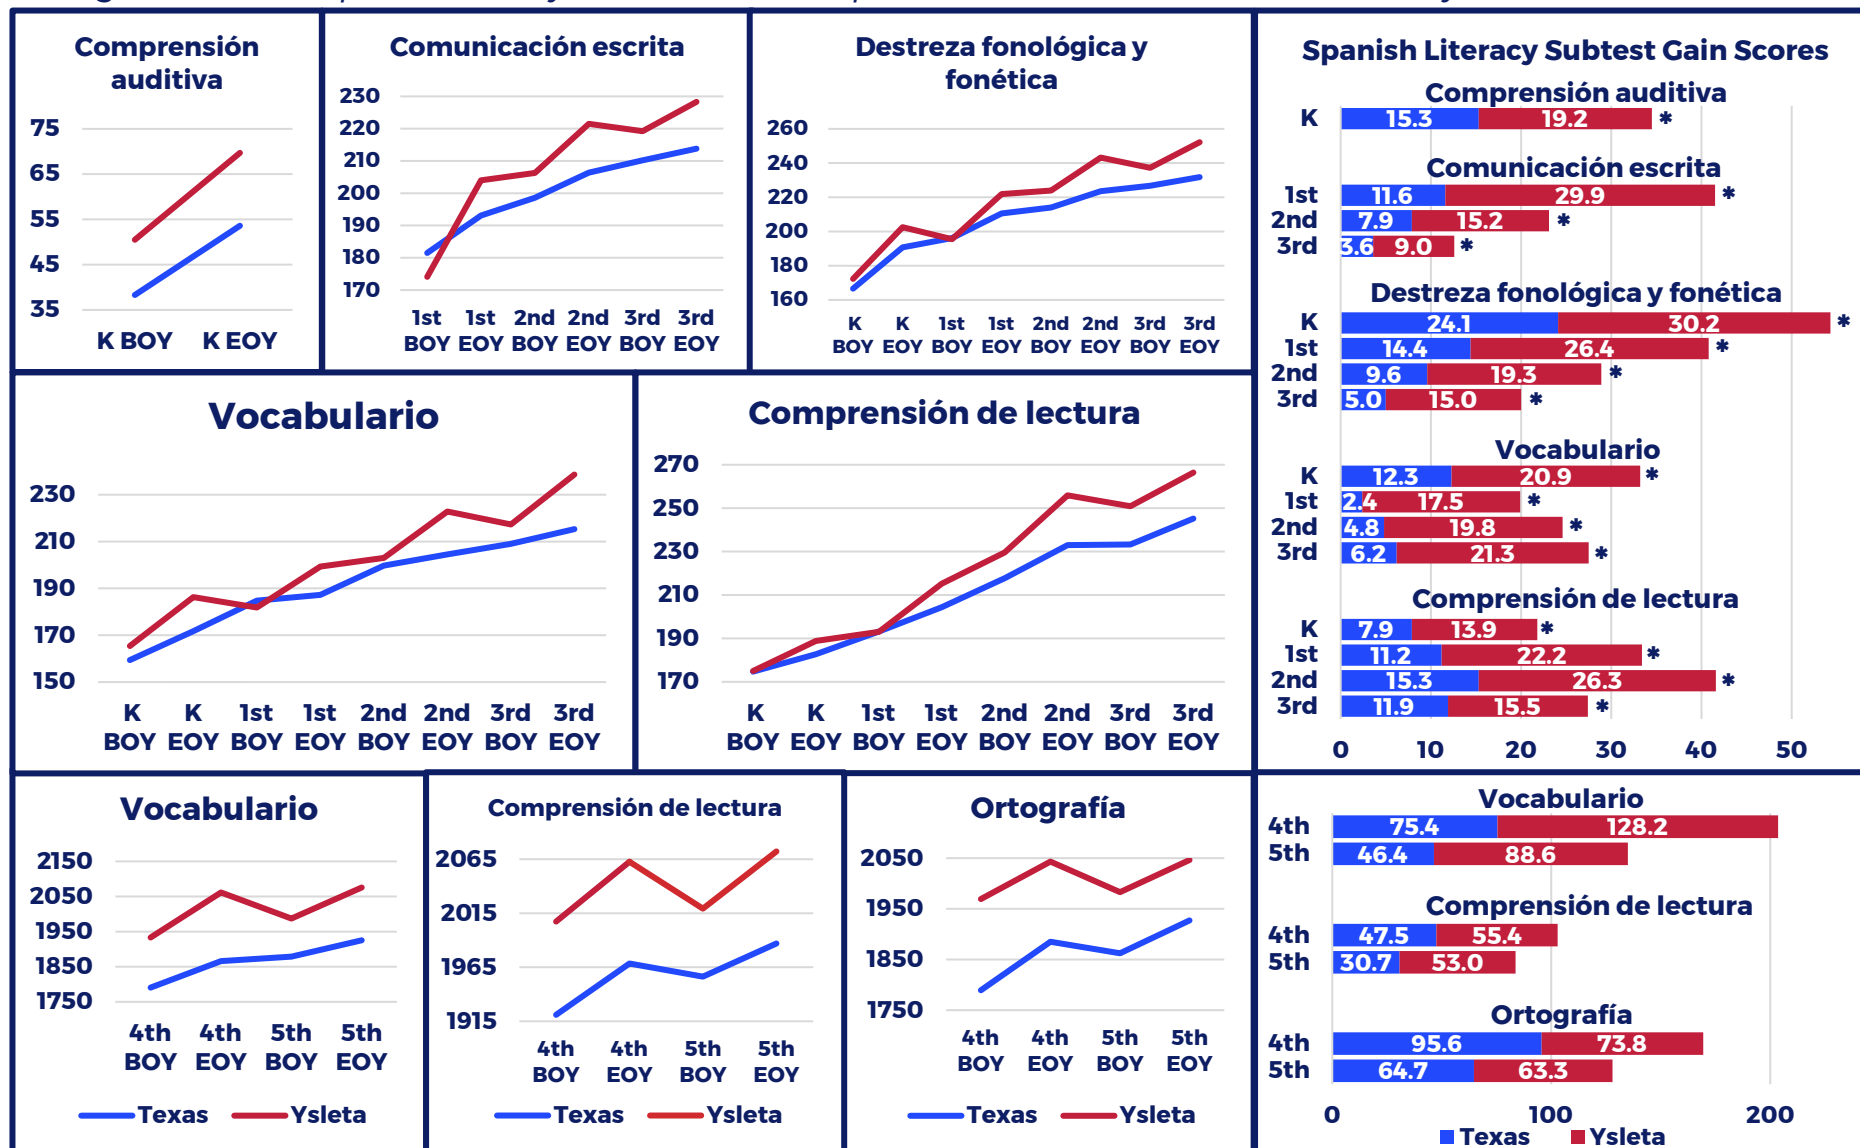 Comprensión
auditiva
75
65
55
45
35
K BOY K EOY
Comunicación escrita
230
220
210
200
190
180
170
1st 1st 2nd 2nd 3rd 3rd
BOY EOY BOY EOY BOY EOY
Destreza fonológica y
fonética
260
240
220
200
180
160
K K 1st 1st 2nd 2nd 3rd 3rd
BOY EOY BOY EOY BOY EOY BOY EOY
Vocabulario
230
210
190
170
150
K K 1st 1st 2nd 2nd 3rd 3rd
BOY EOY BOY EOY BOY EOY BOY EOY
Comprensión de lectura
270
250
230
210
190
170
K K 1st 1st 2nd 2nd 3rd 3rd
BOY EOY BOY EOY BOY EOY BOY EOY
Spanish Literacy Subtest Gain Scores
Comprensión auditiva
K 15.3 19.2 *
Comunicación escrita
1st 11.6 29.9 *
2nd 7.9 15.2 *
3rd 3.6 9.0 *
Destreza fonológica y fonética
K 24.1 30.2 *
1st 14.4 26.4 *
2nd 9.6 19.3 *
3rd 5.0 15.0 *
Vocabulario
K 12.3 20.9 *
1st 2.4 17.5 *
2nd 4.8 19.8 *
3rd 6.2 21.3 *
Comprensión de lectura
K 7.9 13.9 *
1st 11.2 22.2 *
2nd 15.3 26.3 *
3rd 11.9 15.5 *
0 10 20 30 40 50
Vocabulario
2150
2050
1950
1850
1750
4th 4th 5th 5th
BOY EOY BOY EOY
Texas Ysleta
Comprensión de lectura
2065
2015
1965
1915
4th 4th 5th 5th
BOY EOY BOY EOY
Texas Ysleta
Ortografía
2050
1950
1850
1750
4th 4th 5th 5th
BOY EOY BOY EOY
Texas Ysleta
Vocabulario
4th 75.4 128.2
5th 46.4 88.6
Comprensión de lectura
4th 47.5 55.4
5th 30.7 53.0
Ortografía
4th 95.6 73.8
5th 64.7 63.3
0 100 200
Texas Ysleta